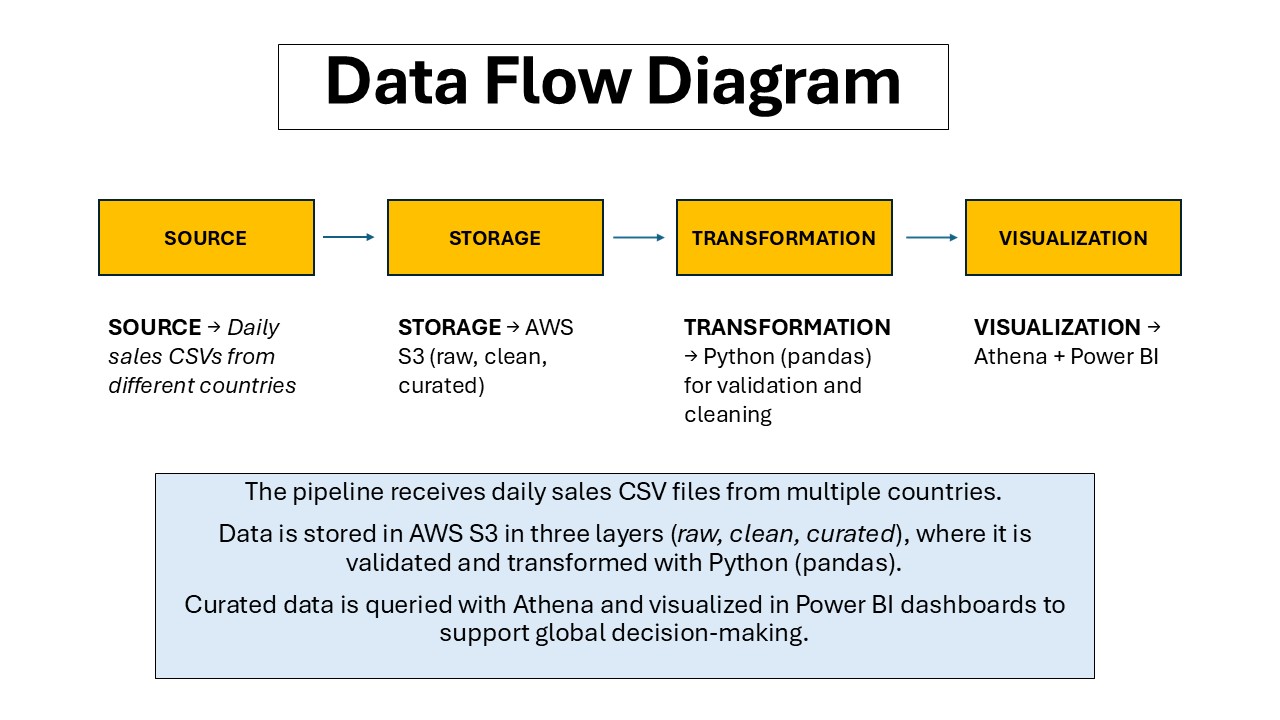 Data Flow Diagram
SOURCE
STORAGE
TRANSFORMATION
VISUALIZATION
SOURCE → Daily
sales CSVs from
different countries
STORAGE → AWS
S3 (raw, clean,
curated)
TRANSFORMATION
→ Python (pandas)
for validation and
cleaning
VISUALIZATION →
Athena + Power BI
The pipeline receives daily sales CSV files from multiple countries.
Data is stored in AWS S3 in three layers (raw, clean, curated), where it is
validated and transformed with Python (pandas).
Curated data is queried with Athena and visualized in Power BI dashboards to
support global decision-making.